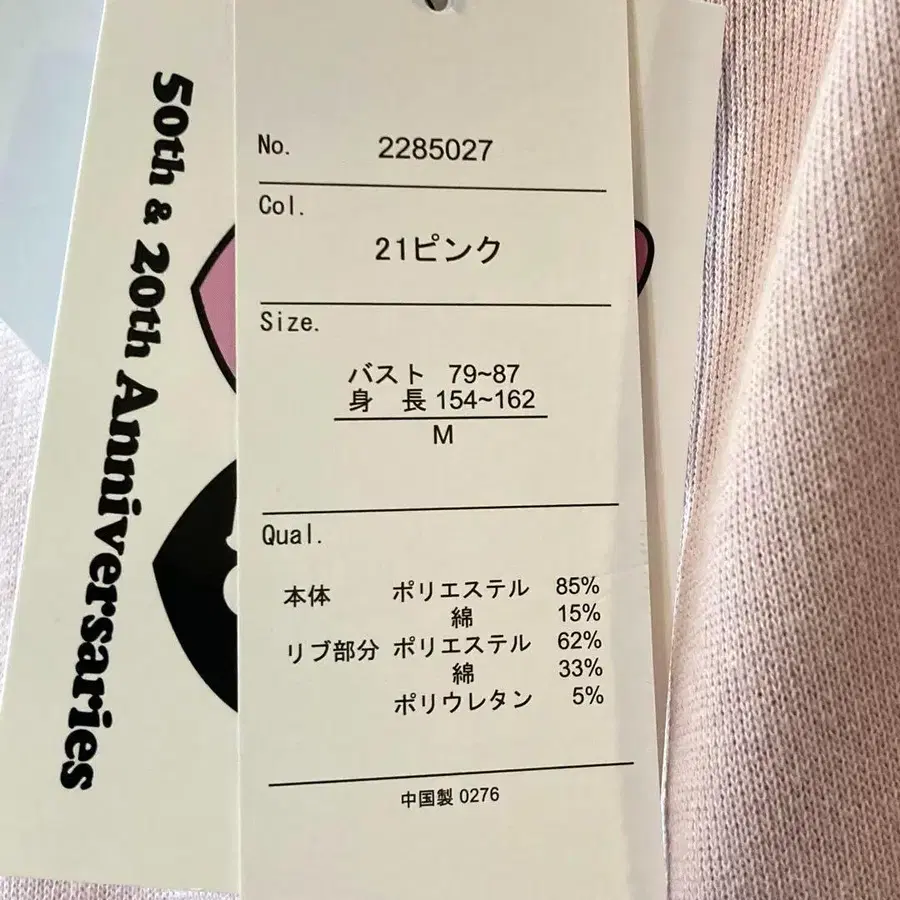 50th & 20th Anniversaries
No. 2285027
Col.
21ピンク
Size.
バスト 79~87
身 長 154~162
M
Qual.
本体 ポリエステル 85%
綿 15%
リブ部分 ポリエステル 62%
綿 33%
ポリウレタン 5%
中国製 0276